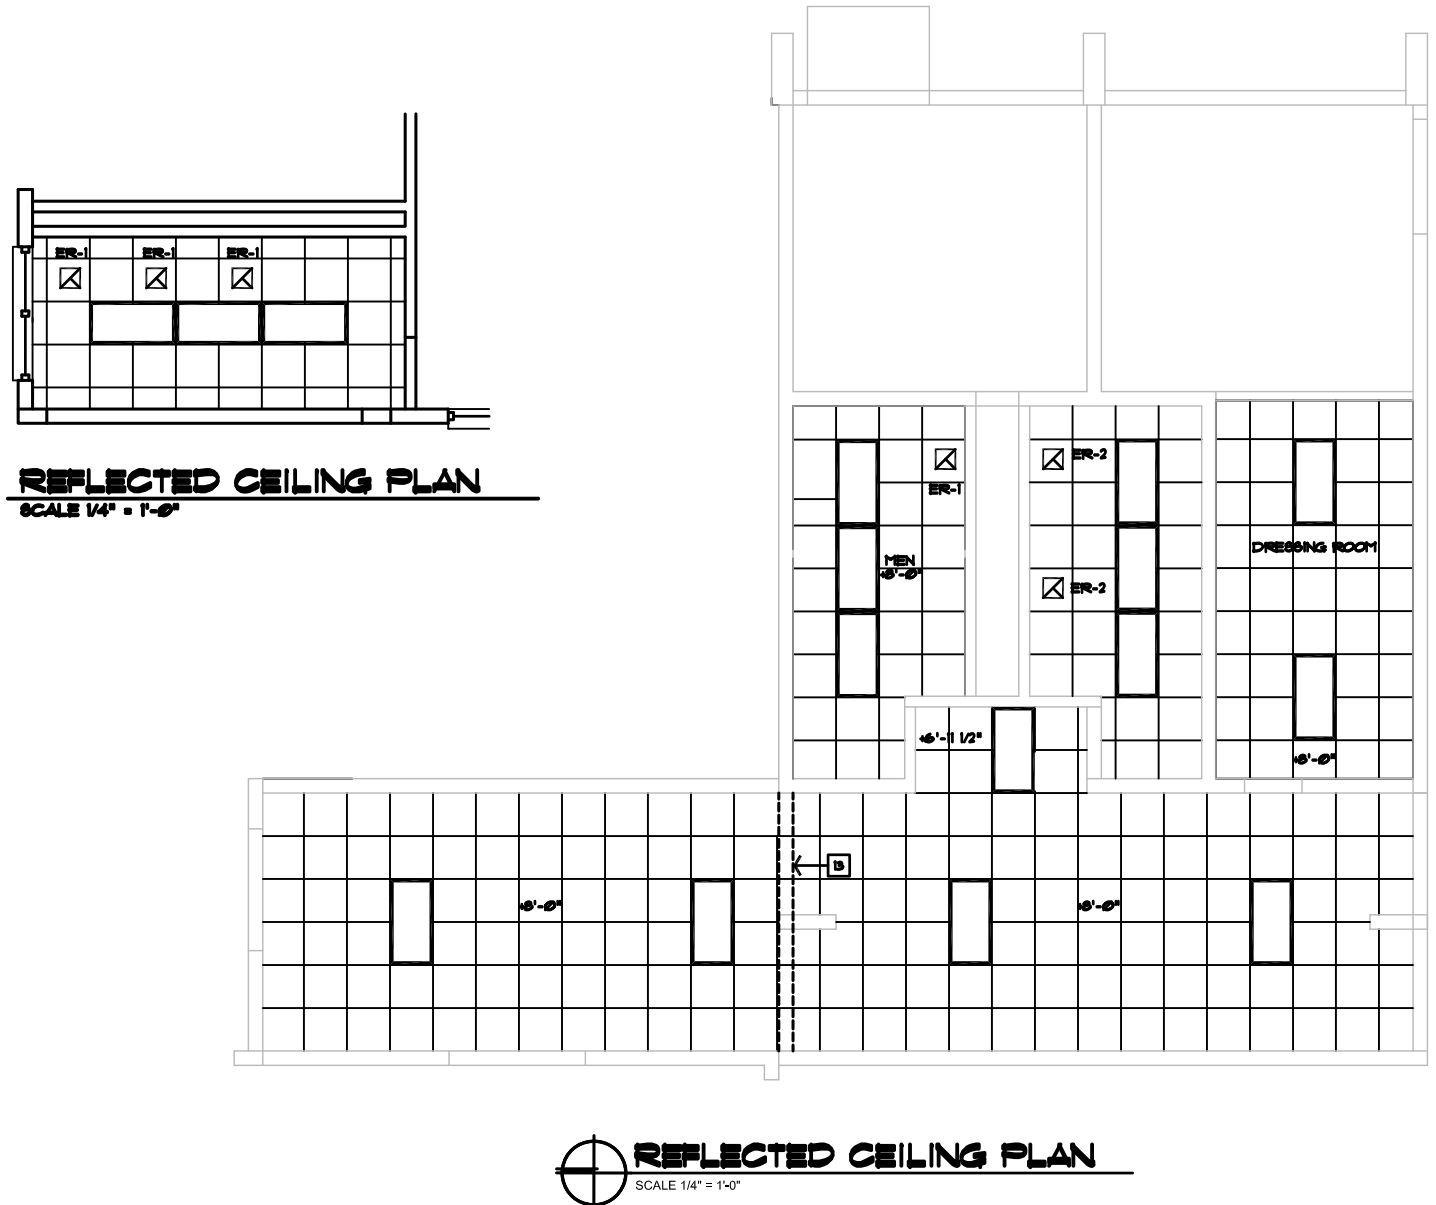 ER-1 ER-1 ER-1
REFLECTED CEILING PLAN
SCALE 1/4" = 1'-0"
ER-1
ER-2
MEN
+8'-0"
ER-2
DRESSING ROOM
+6'-11 1/2"
+8'-0"
13
+8'-0"
+8'-0"
REFLECTED CEILING PLAN
SCALE 1/4" = 1'-0"